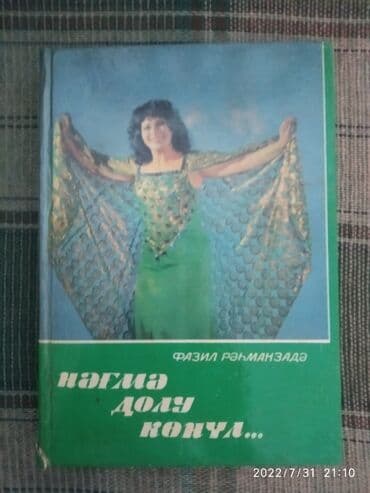 ФАЗИЛ РӘҺМАНЗАДӘ
НӘҒМӘ
ДОЛУ
КӨНҮЛ...
2022/7/31 21:10